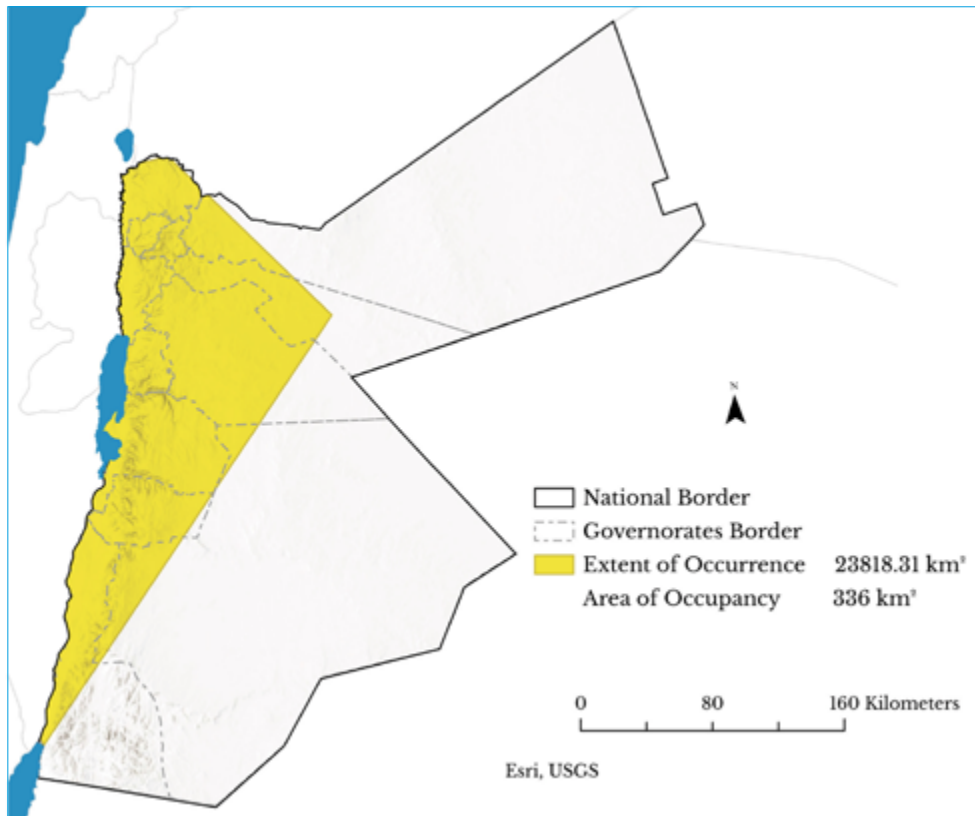 N
National Border
Governorates Border
Extent of Occurrence 23818.31 km²
Area of Occupancy 336 km²
0 80 160 Kilometers
Esri, USGS